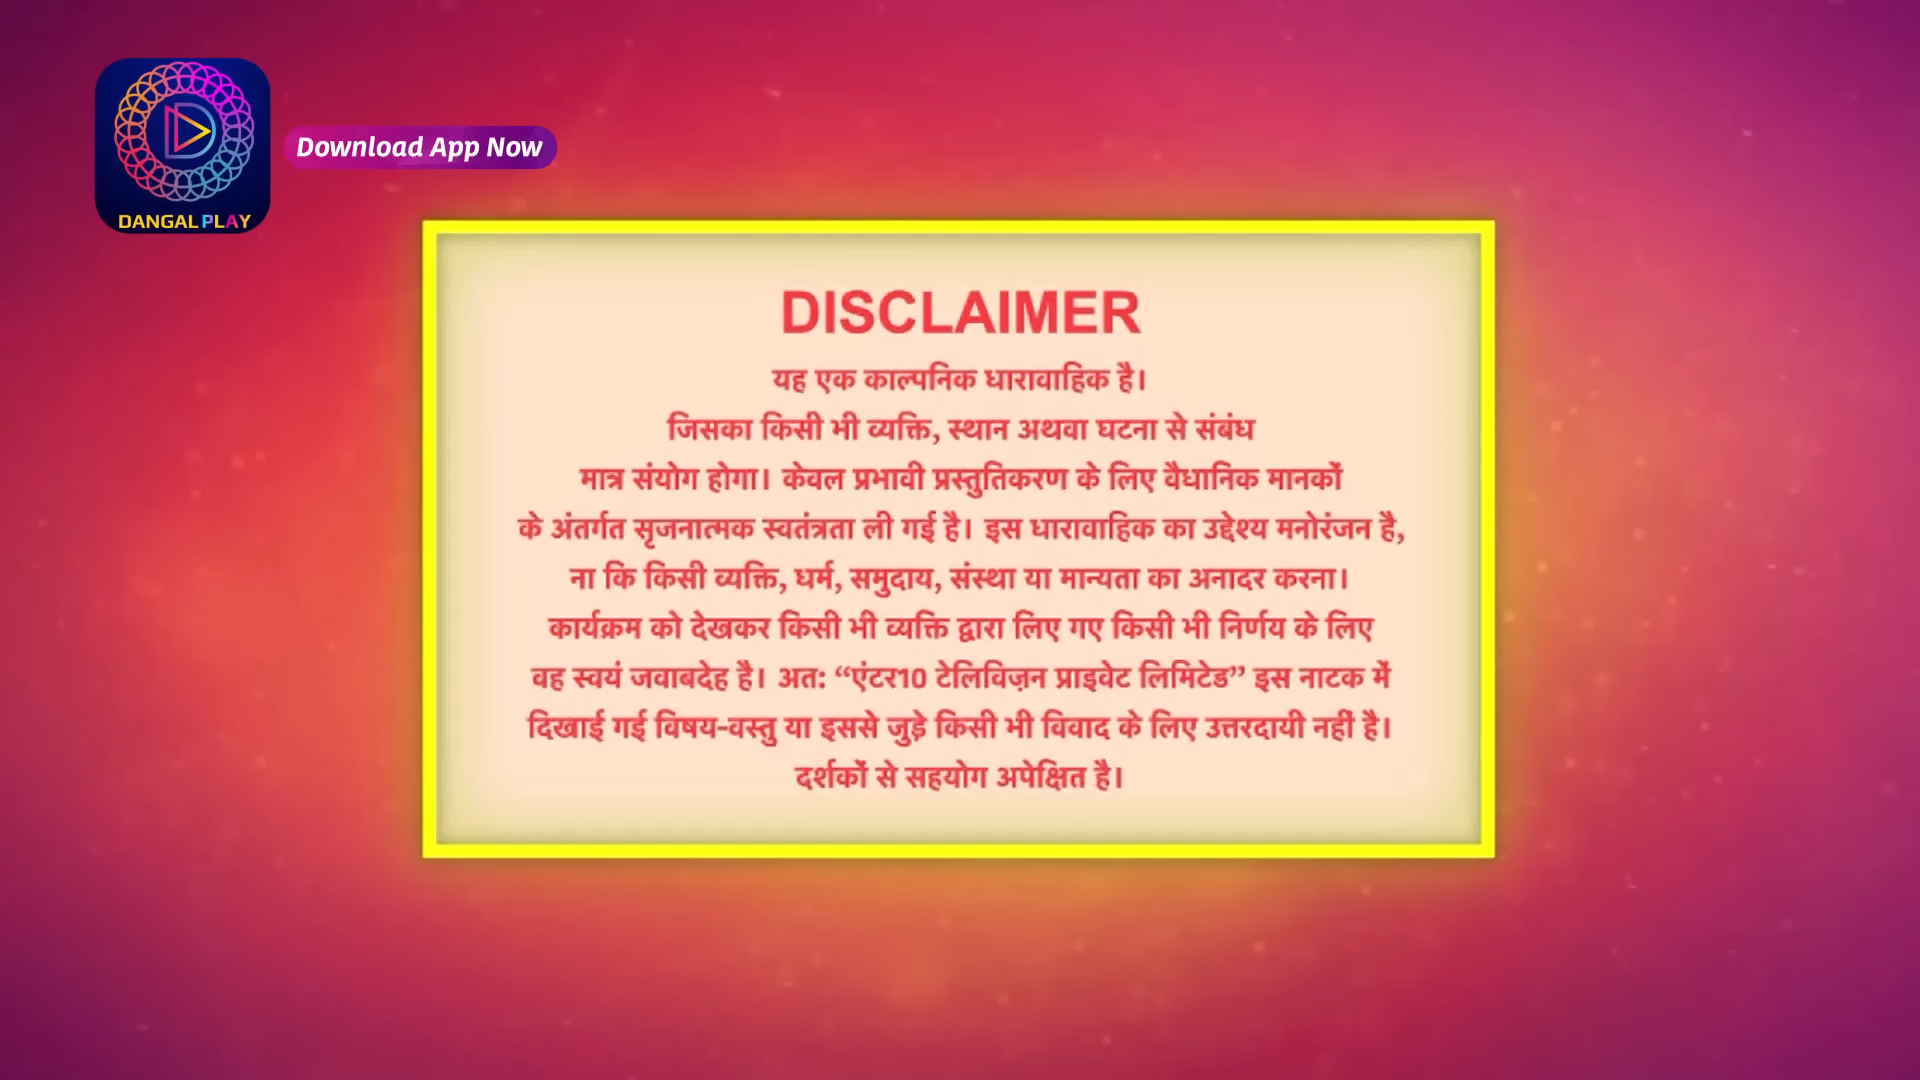 DANGAL PLAY
Download App Now
DISCLAIMER
यह एक काल्पनिक धारावाहिक है।
जिसका किसी भी व्यक्ति, स्थान अथवा घटना से संबंध
मात्र संयोग होगा। केवल प्रभावी प्रस्तुतिकरण के लिए वैधानिक मानकों
के अंतर्गत सृजनात्मक स्वतंत्रता ली गई है। इस धारावाहिक का उद्देश्य मनोरंजन है,
ना कि किसी व्यक्ति, धर्म, समुदाय, संस्था या मान्यता का अनादर करना।
कार्यक्रम को देखकर किसी भी व्यक्ति द्वारा लिए गए किसी भी निर्णय के लिए
वह स्वयं जवाबदेह है। अत: “एंटर10 टेलिविज़न प्राइवेट लिमिटेड” इस नाटक में
दिखाई गई विषय-वस्तु या इससे जुड़े किसी भी विवाद के लिए उत्तरदायी नहीं है।
दर्शकों से सहयोग अपेक्षित है।